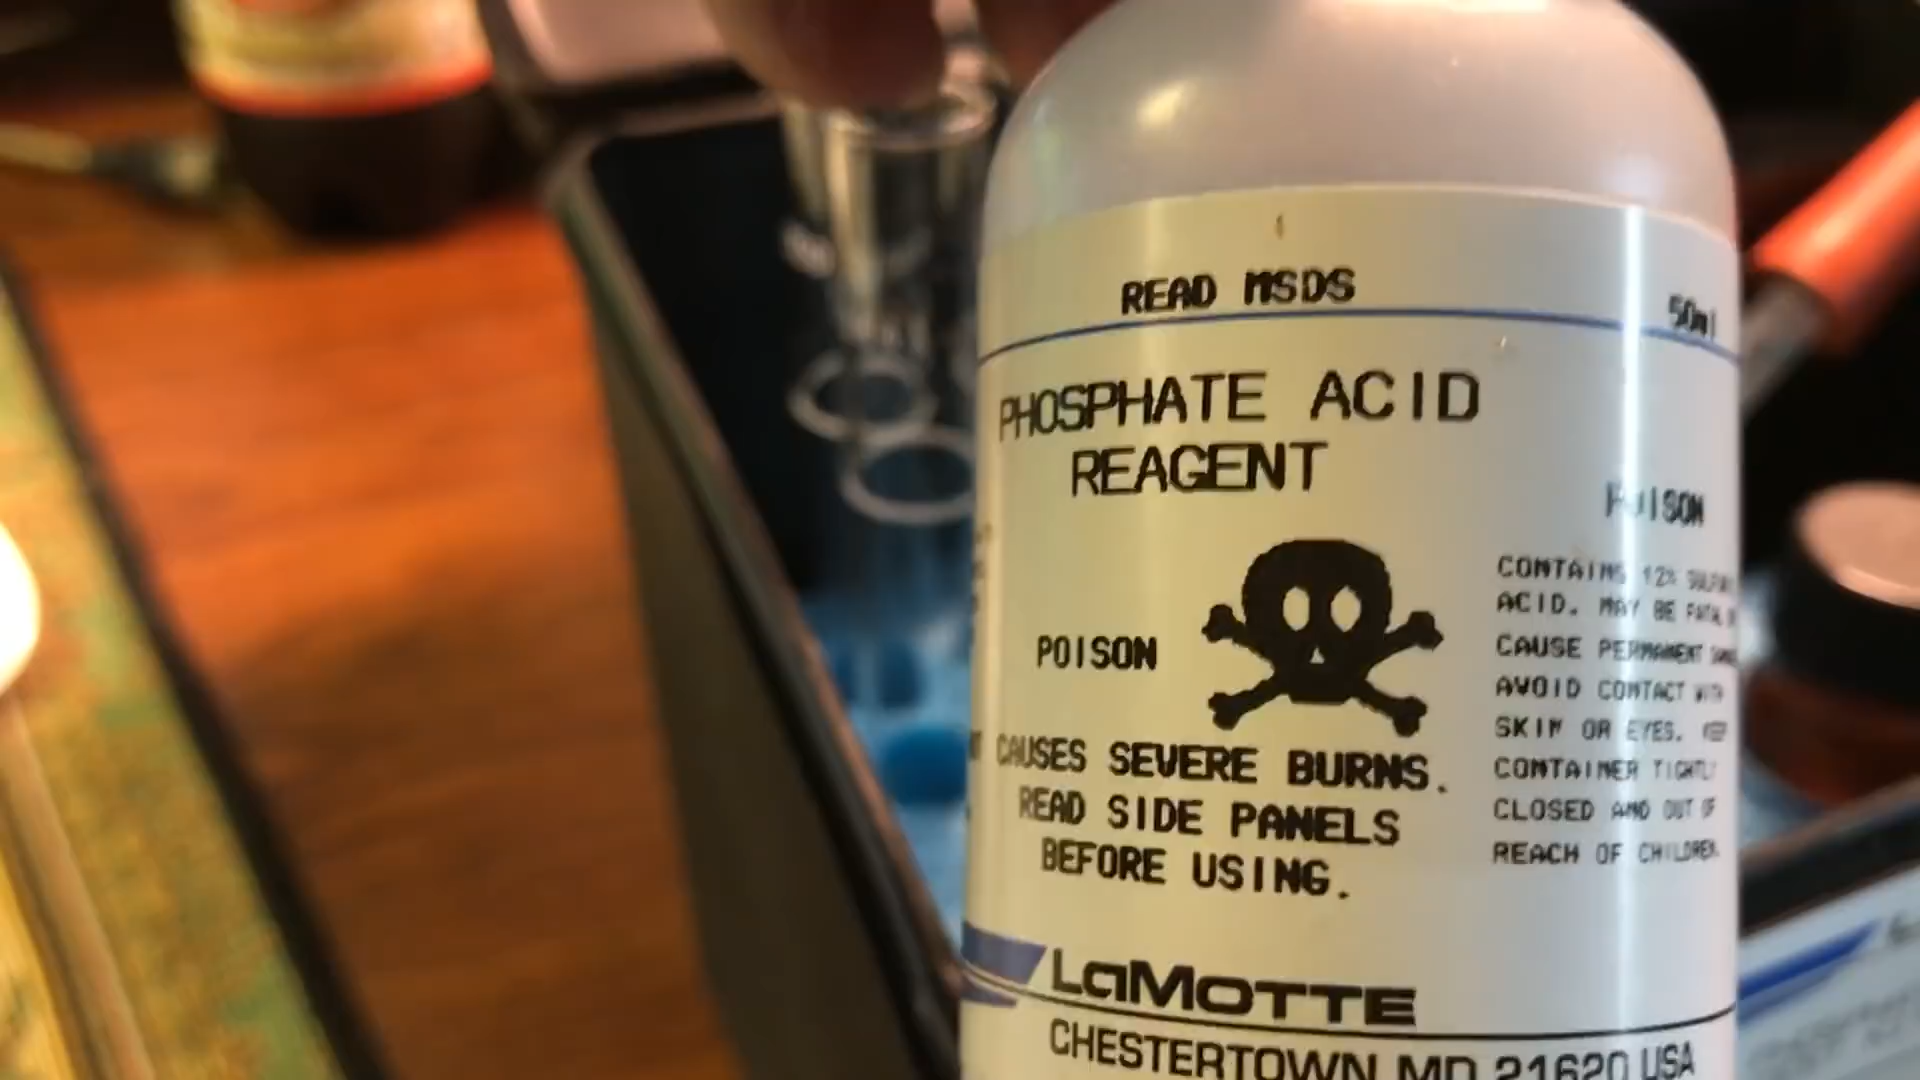 READ MSDS
50ml
PHOSPHATE ACID
REAGENT
POISON
CAUSES SEVERE BURNS.
READ SIDE PANELS
BEFORE USING.
POISON
CONTAINS 12%
ACID. MAY BE FATAL
CAUSE PERMANENT
AVOID CONTACT WITH
SKIN OR EYES. KEEP
CONTAINER TIGHTLY
CLOSED AND OUT OF
REACH OF CHILDREN.
LaMOTTE
CHESTERTOWN MD 21620 USA